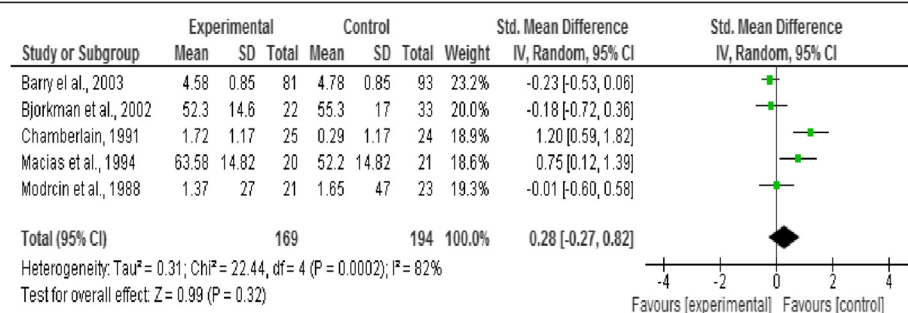 Experimental Control Std. Mean Difference Std. Mean Difference
Study or Subgroup Mean SD Total Mean SD Total Weight IV, Random, 95% CI IV, Random, 95% CI
Barry el al., 2003 4.58 0.85 81 4.78 0.85 93 23.2% -0.23 [-0.53, 0.06]
Bjorkman et al., 2002 52.3 14.6 22 55.3 17 33 20.0% -0.18 [-0.72, 0.36]
Chamberlain, 1991 1.72 1.17 25 0.29 1.17 24 18.9% 1.20 [0.59, 1.82]
Macias et al., 1994 63.58 14.82 20 52.2 14.82 21 18.6% 0.75 [0.12, 1.39]
Modrcin et al., 1988 1.37 27 21 1.65 47 23 19.3% -0.01 [-0.60, 0.58]
Total (95% CI) 169 194 100.0% 0.28 [-0.27, 0.82]
Heterogeneity: Tau² = 0.31; Chi² = 22.44, df = 4 (P = 0.0002); I² = 82%
Test for overall effect: Z = 0.99 (P = 0.32)
-4 -2 0 2 4
Favours [experimental] Favours [control]